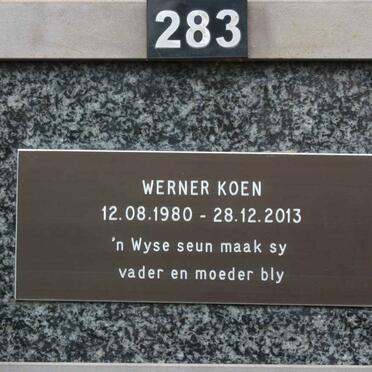 283
WERNER KOEN
12.08.1980 - 28.12.2013
'n Wyse seun maak sy
vader en moeder bly